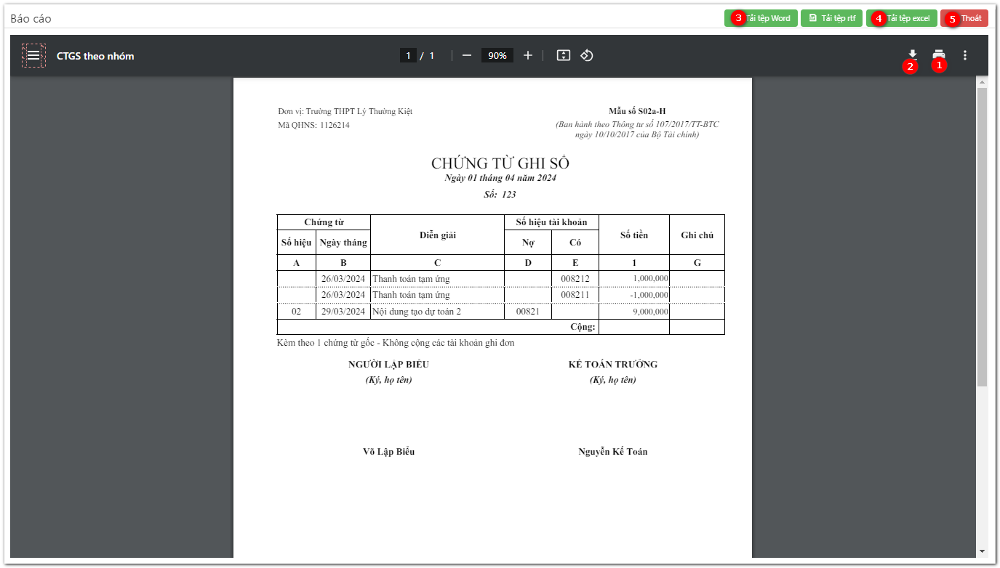 Báo cáo
3 Tải tệp Word Tải tệp rtf 4 Tải tệp excel 5 Thoát
CTGS theo nhóm 1 / 1 90%
2 1
Đơn vị: Trường THPT Lý Thường Kiệt
Mã QHNS: 1126214
Mẫu số S02a-H
(Ban hành theo Thông tư số 107/2017/TT-BTC
ngày 10/10/2017 của Bộ Tài chính)
CHỨNG TỪ GHI SỔ
Ngày 01 tháng 04 năm 2024
Số: 123
Chứng từ Diễn giải Số hiệu tài khoản Số tiền Ghi chú
Số hiệu Ngày tháng Nợ Có
A B C D E 1 G
26/03/2024 Thanh toán tạm ứng 008212 1,000,000
26/03/2024 Thanh toán tạm ứng 008211 -1,000,000
02 29/03/2024 Nội dung tạo dự toán 2 00821 9,000,000
Cộng:
Kèm theo 1 chứng từ gốc - Không cộng các tài khoản ghi đơn
NGƯỜI LẬP BIỂU KẾ TOÁN TRƯỞNG
(Ký, họ tên) (Ký, họ tên)
Võ Lập Biểu Nguyễn Kế Toán